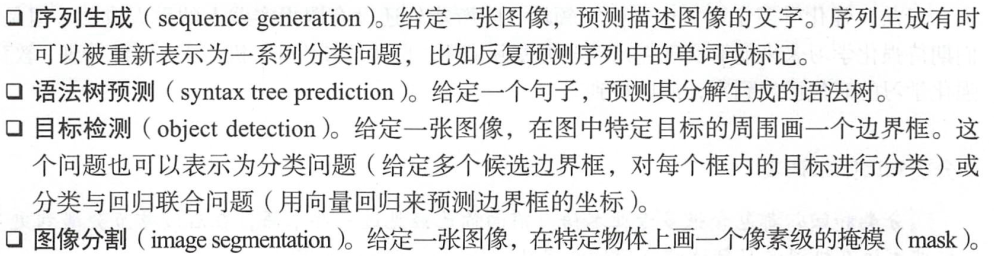 ❑ 序列生成（sequence generation）。给定一张图像，预测描述图像的文字。序列生成有时
可以被重新表示为一系列分类问题，比如反复预测序列中的单词或标记。
❑ 语法树预测（syntax tree prediction）。给定一个句子，预测其分解生成的语法树。
❑ 目标检测（object detection）。给定一张图像，在图中特定目标的周围画一个边界框。这
个问题也可以表示为分类问题（给定多个候选边界框，对每个框内的目标进行分类）或
分类与回归联合问题（用向量回归来预测边界框的坐标）。
❑ 图像分割（image segmentation）。给定一张图像，在特定物体上画一个像素级的掩模（mask）。